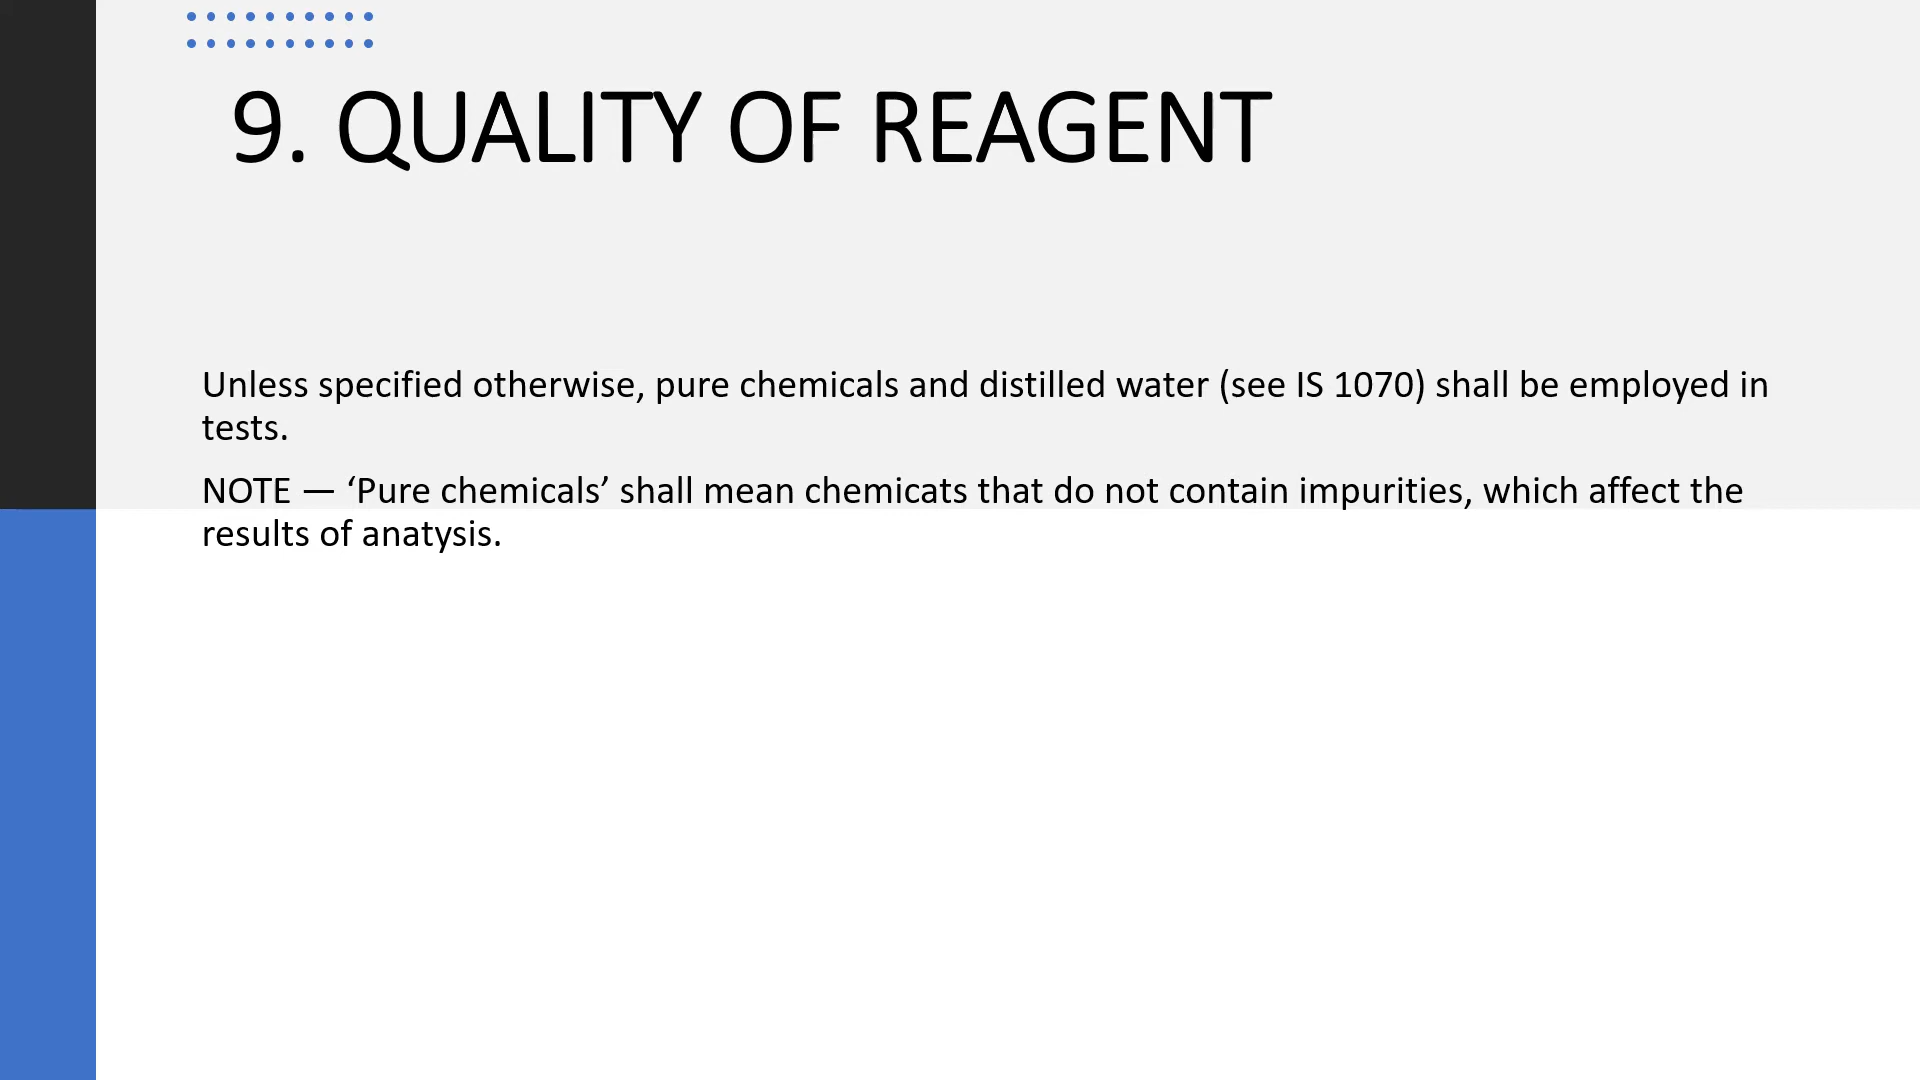 9. QUALITY OF REAGENT
Unless specified otherwise, pure chemicals and distilled water (see IS 1070) shall be employed in
tests.
NOTE — ‘Pure chemicals’ shall mean chemicats that do not contain impurities, which affect the
results of anatysis.